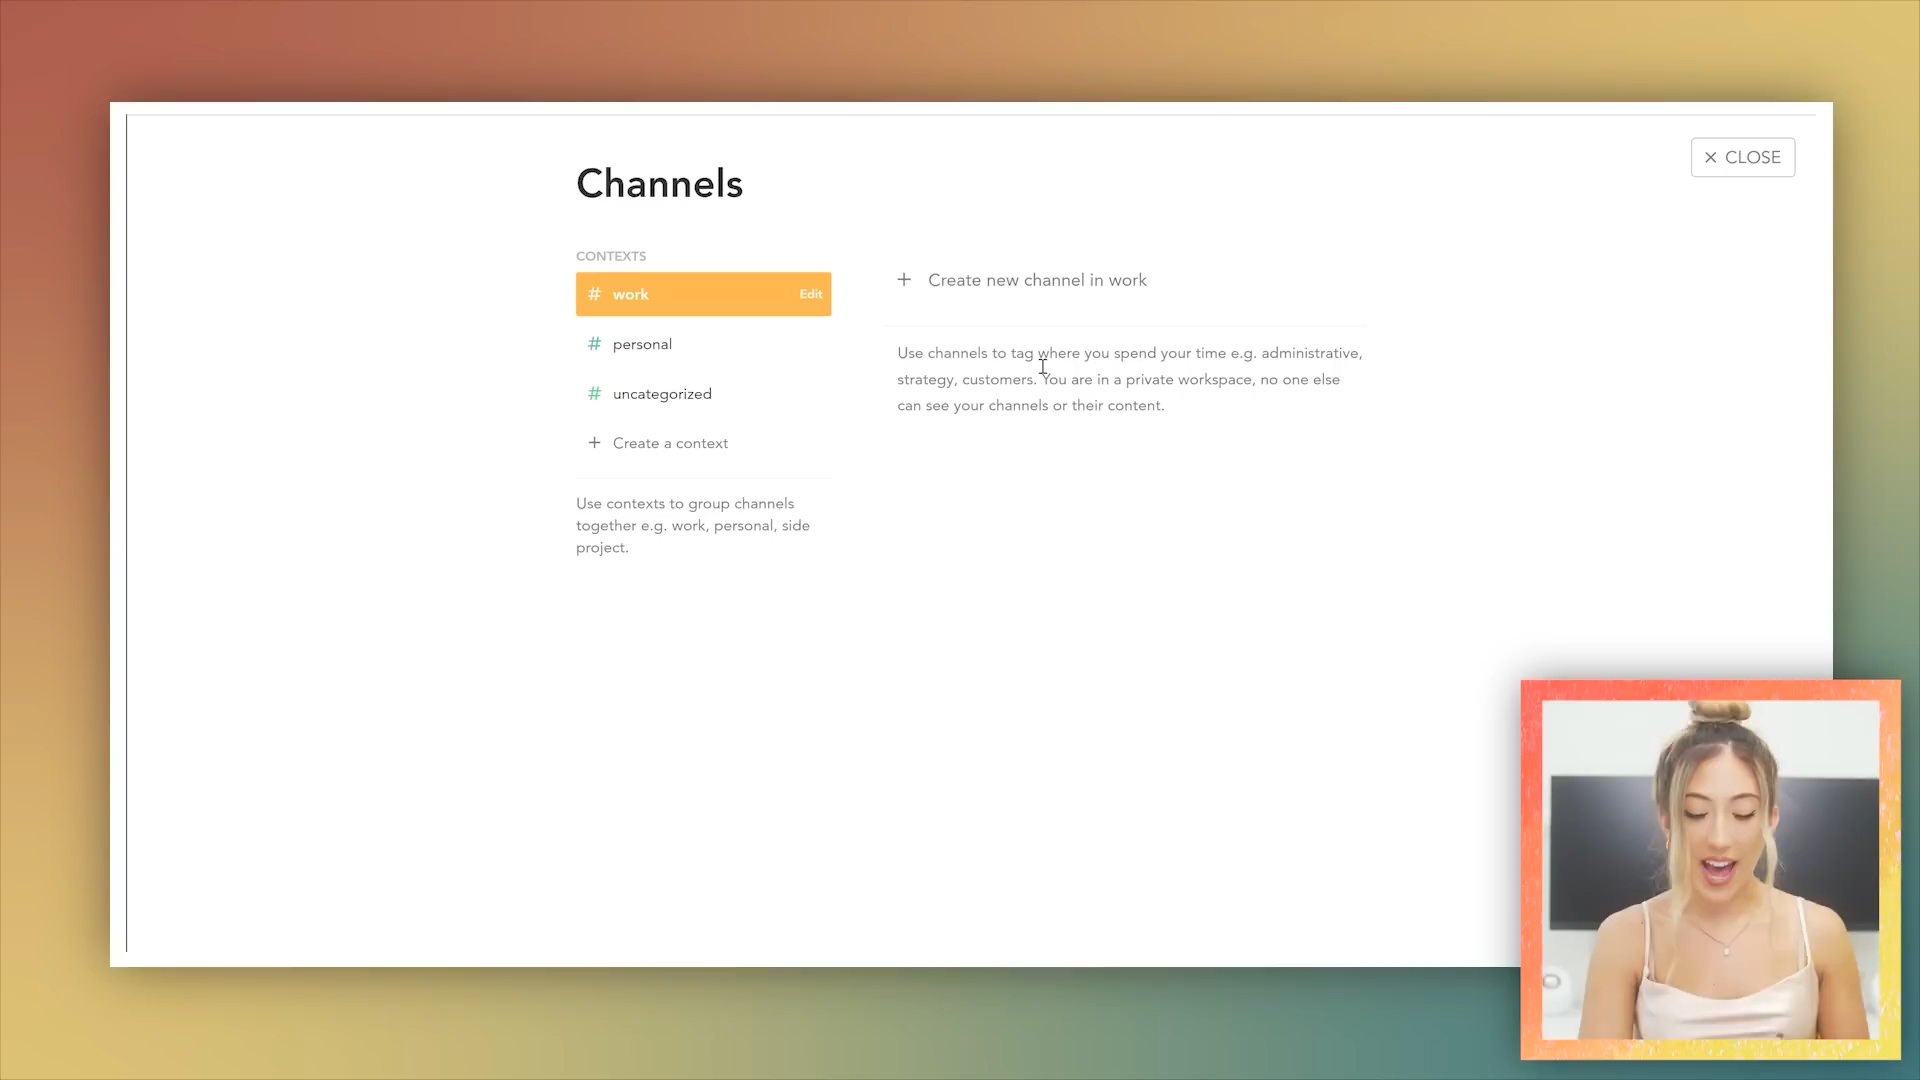 CLOSE
Channels
CONTEXTS
# work Edit
# personal
# uncategorized
+ Create a context
Use contexts to group channels
together e.g. work, personal, side
project.
+ Create new channel in work
Use channels to tag where you spend your time e.g. administrative,
strategy, customers. You are in a private workspace, no one else
can see your channels or their content.